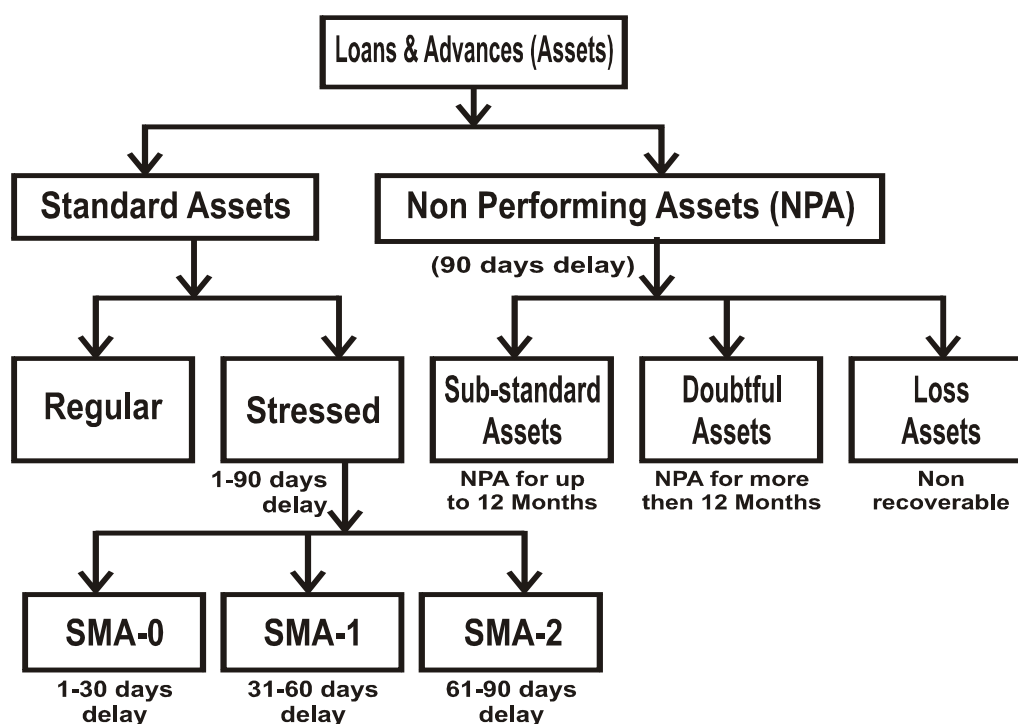 Loans & Advances (Assets)
Standard Assets
Non Performing Assets (NPA)
(90 days delay)
Regular
Stressed
Sub-standard
Assets
Doubtful
Assets
Loss
Assets
1-90 days
delay
NPA for up
to 12 Months
NPA for more
then 12 Months
Non
recoverable
SMA-0
SMA-1
SMA-2
1-30 days
delay
31-60 days
delay
61-90 days
delay